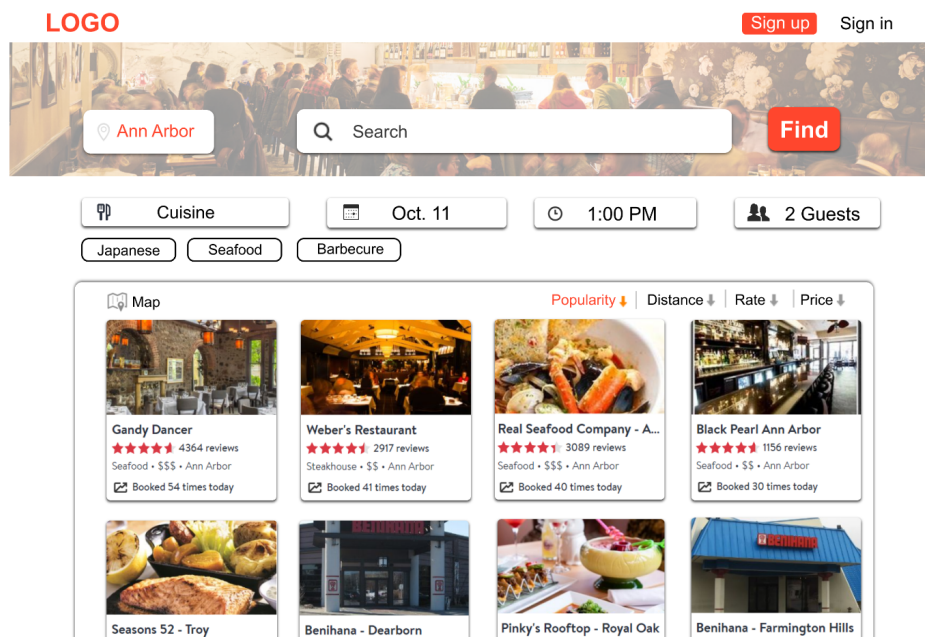 LOGO
Sign up
Sign in
Ann Arbor
Search
Find
Cuisine
Oct. 11
1:00 PM
2 Guests
Japanese
Seafood
Barbecure
Map
Popularity
Distance
Rate
Price
Gandy Dancer
4364 reviews
Seafood • $$$ • Ann Arbor
Booked 54 times today
Weber's Restaurant
2917 reviews
Steakhouse • $$ • Ann Arbor
Booked 41 times today
Real Seafood Company - A...
3089 reviews
Seafood • $$$ • Ann Arbor
Booked 40 times today
Black Pearl Ann Arbor
1156 reviews
Seafood • $$ • Ann Arbor
Booked 30 times today
Seasons 52 - Troy
BENIHANA
Benihana - Dearborn
Pinky's Rooftop - Royal Oak
BENIHANA
Benihana - Farmington Hills